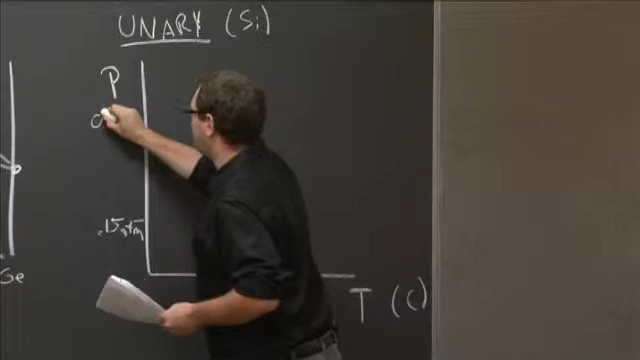 UNARY (Si)
P
a
.15 atm
T (C)
Se